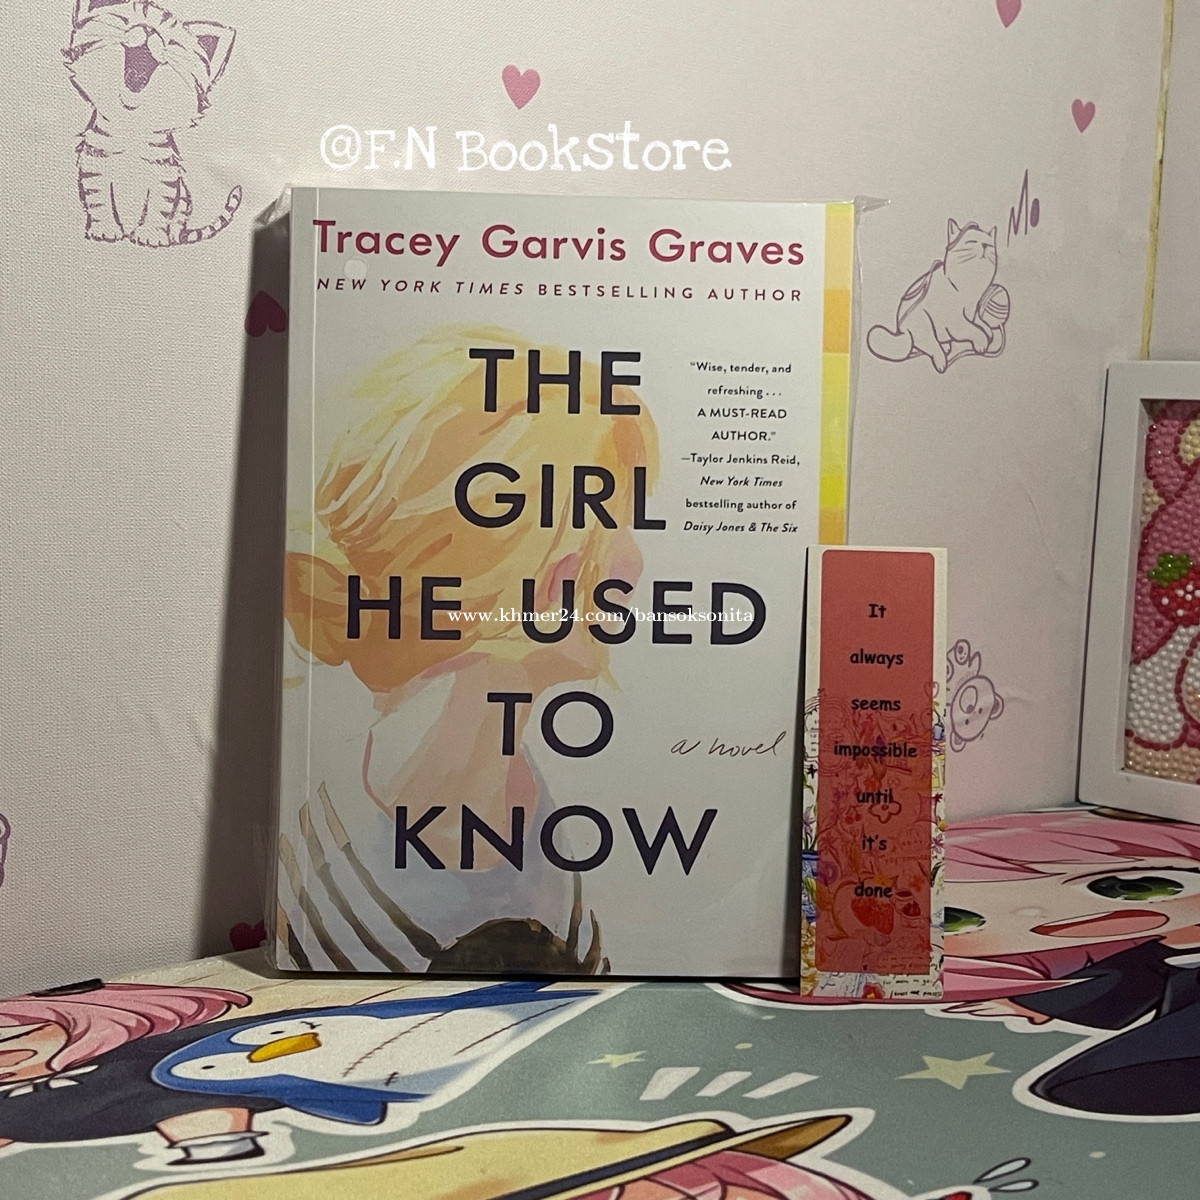 @F.N Bookstore
Tracey Garvis Graves
NEW YORK TIMES BESTSELLING AUTHOR
THE
GIRL
HE USED
TO
KNOW
"Wise, tender, and
refreshing . . .
A MUST-READ
AUTHOR."
—Taylor Jenkins Reid,
New York Times
bestselling author of
Daisy Jones & The Six
www.khmer24.com/bansoksonita
a novel
It
always
seems
impossible
until
it's
done